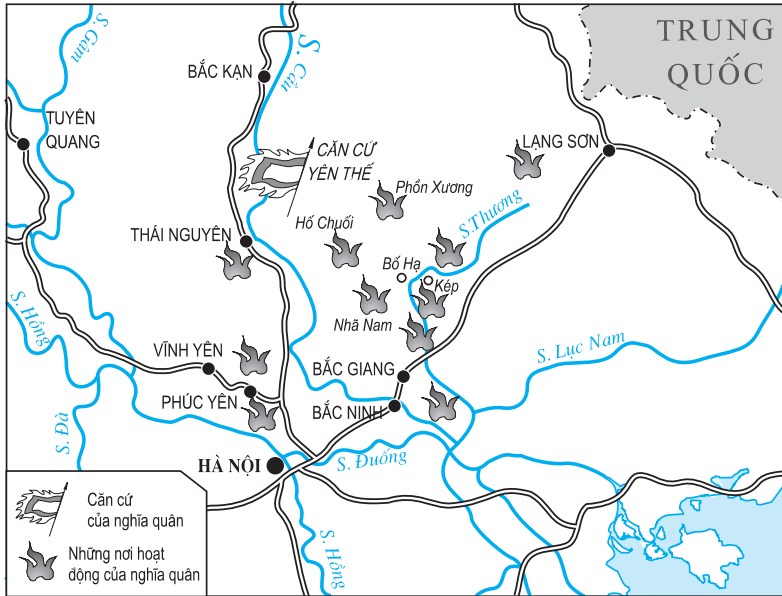 TRUNG
QUỐC
S. Gâm
S. Cầu
BẮC KẠN
TUYÊN
QUANG
LẠNG SƠN
CĂN CỨ
YÊN THẾ
Phồn Xương
S.Thương
Hố Chuối
THÁI NGUYÊN
Bố Hạ
Kép
S. Hồng
Nhã Nam
VĨNH YÊN
S. Lục Nam
BẮC GIANG
PHÚC YÊN
BẮC NINH
S. Đà
HÀ NỘI
S. Đuống
S. Hồng
Căn cứ
của nghĩa quân
Những nơi hoạt
động của nghĩa quân